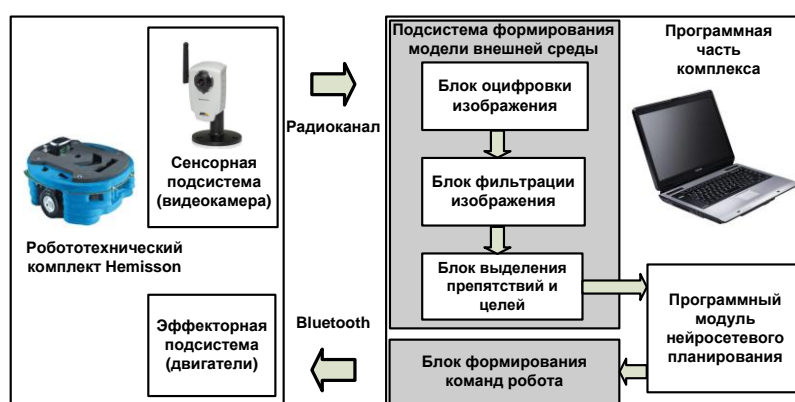 Сенсорная
подсистема
(видеокамера)
Робототехнический
комплект Hemisson
Эффекторная
подсистема
(двигатели)
Радиоканал
Bluetooth
Подсистема формирования
модели внешней среды
Блок оцифровки
изображения
Блок фильтрации
изображения
Блок выделения
препятствий и
целей
Блок формирования
команд робота
Программная
часть
комплекса
Программный
модуль
нейросетевого
планирования